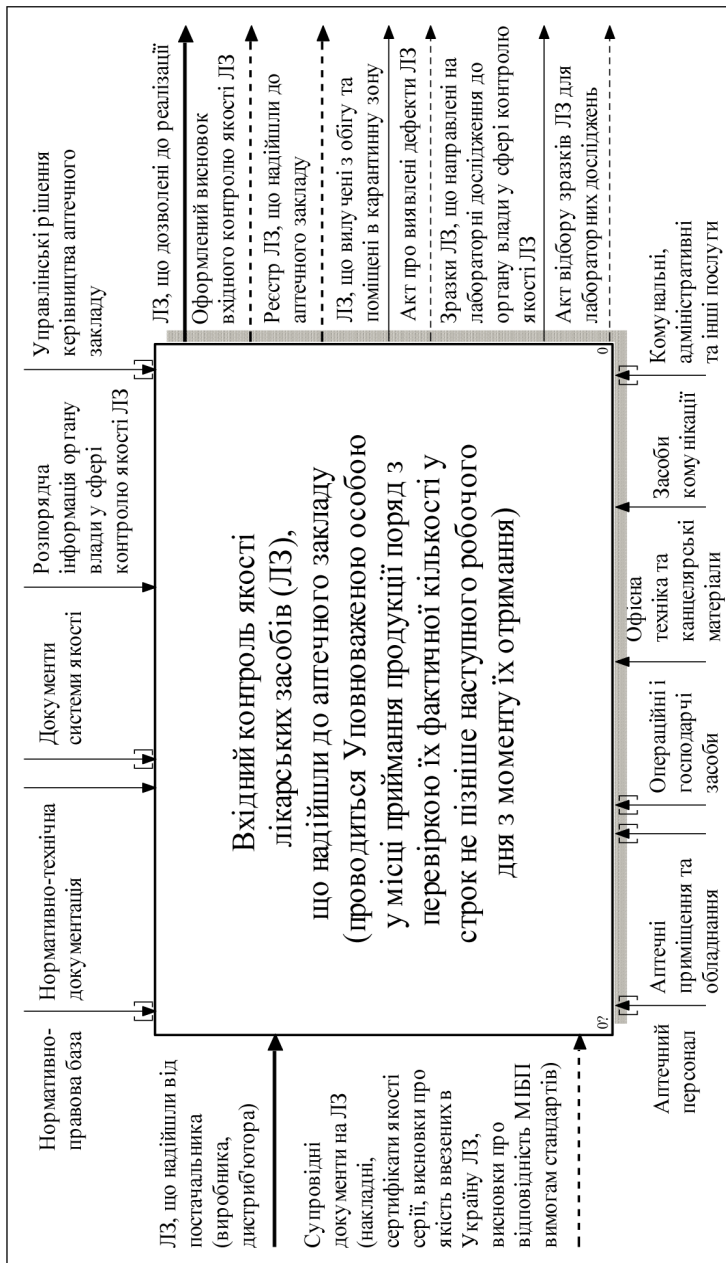 Нормативно-
правова база
Нормативно-технічна
документація
Документи
системи якості
Розпорядча
інформація органу
влади у сфері
контролю якості ЛЗ
Управлінські рішення
керівництва аптечного
закладу
ЛЗ, що надійшли від
постачальника
(виробника,
дистриб'ютора)
Супровідні
документи на ЛЗ
(накладні,
сертифікати якості
серії, висновки про
якість ввезених в
Україну ЛЗ,
висновки про
відповідність МІБП
вимогам стандартів)
Вхідний контроль якості
лікарських засобів (ЛЗ),
що надійшли до аптечного закладу
(проводиться Уповноваженою особою
у місці приймання продукції поряд з
перевіркою їх фактичної кількості у
строк не пізніше наступного робочого
дня з моменту їх отримання)
0?
0
ЛЗ, що дозволені до реалізації
Оформлений висновок
вхідного контролю якості ЛЗ
Реєстр ЛЗ, що надійшли до
аптечного закладу
ЛЗ, що вилучені з обігу та
поміщені в карантинну зону
Акт про виявлені дефекти ЛЗ
Зразки ЛЗ, що направлені на
лабораторні дослідження до
органу влади у сфері контролю
якості ЛЗ
Акт відбору зразків ЛЗ для
лабораторних досліджень
Аптечний
персонал
Аптечні
приміщення та
обладнання
Операційні і
господарчі
засоби
Офісна
техніка та
канцелярські
матеріали
Засоби
комунікації
Комунальні,
адміністративні
та інші послуги